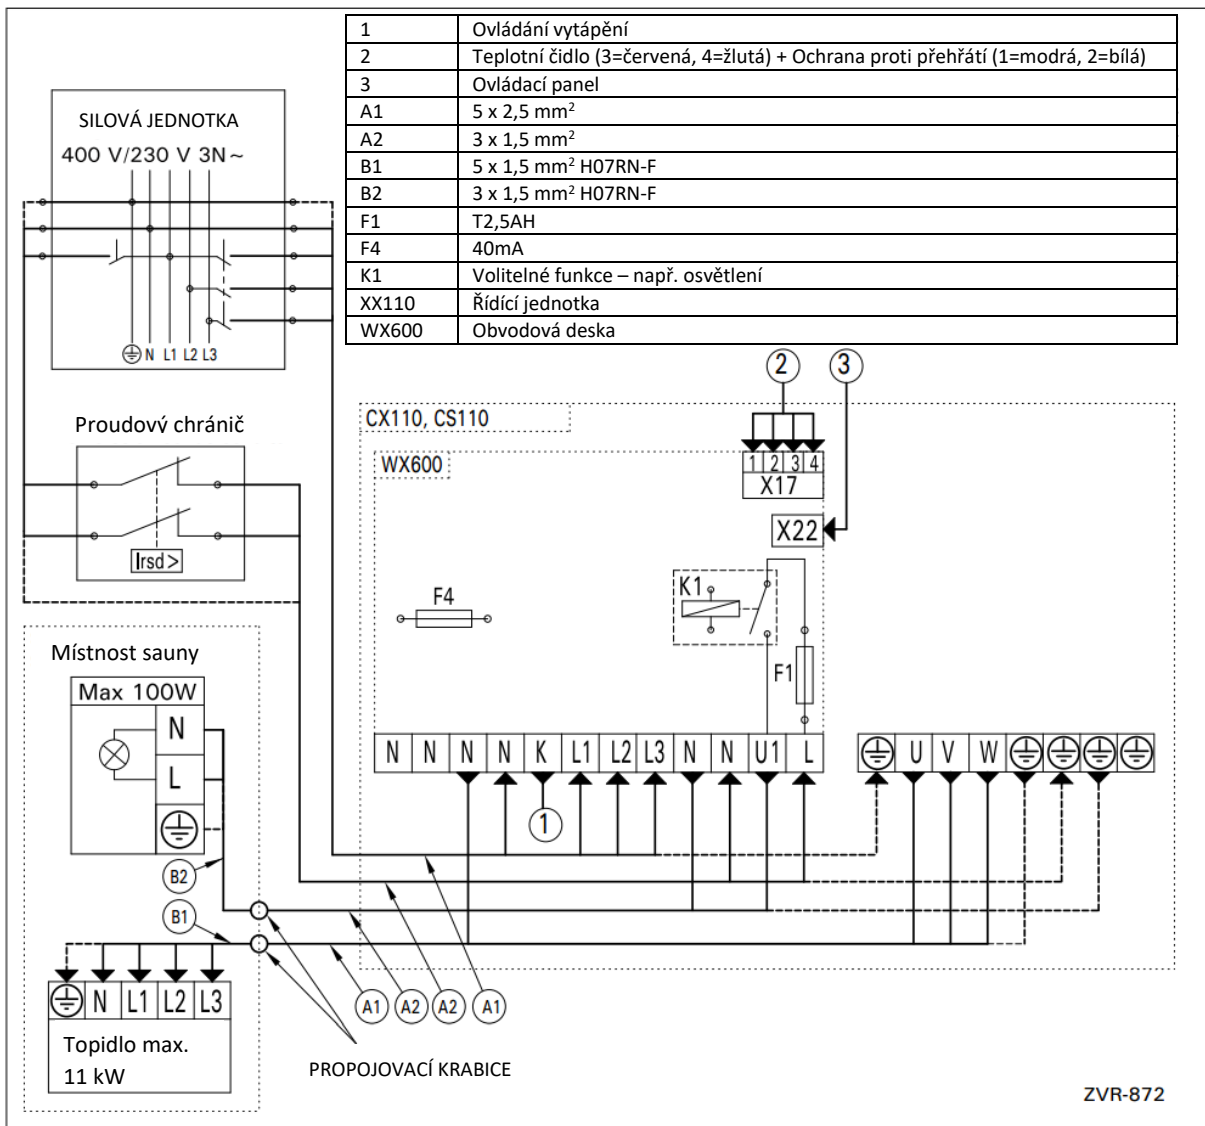 1 Ovládání vytápění
2 Teplotní čidlo (3=červená, 4=žlutá) + Ochrana proti přehřátí (1=modrá, 2=bílá)
3 Ovládací panel
A1 5 x 2,5 mm²
A2 3 x 1,5 mm²
B1 5 x 1,5 mm² H07RN-F
B2 3 x 1,5 mm² H07RN-F
F1 T2,5AH
F4 40mA
K1 Volitelné funkce – např. osvětlení
XX110 Řídící jednotka
WX600 Obvodová deska
SILOVÁ JEDNOTKA
400 V/230 V 3N~
N L1 L2 L3
2 3
Proudový chránič
CX110, CS110
WX600
1 2 3 4
X17
X22
Irsd>
K1
F4
F1
Místnost sauny
Max 100W
N
L
N N N N K L1 L2 L3 N N U1 L
U V W
1
B2
B1
A1 A2 A2 A1
N L1 L2 L3
Topidlo max.
11 kW
PROPOJOVACÍ KRABICE
ZVR-872